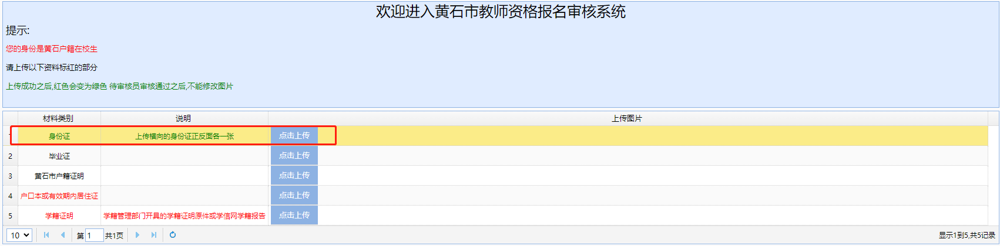 欢迎进入黄石市教师资格报名审核系统
提示:
您的身份是黄石户籍在校生
请上传以下资料标红的部分
上传成功之后,红色会变为绿色 待审核员审核通过之后,不能修改图片
材料类别 说明 上传图片
1 身份证 上传横向的身份证正反面各一张 点击上传
2 毕业证 点击上传
3 黄石市户籍证明 点击上传
4 户口本或有效期内居住证 点击上传
5 学籍证明 学籍管理部门开具的学籍证明原件或学信网学籍报告 点击上传
10 第 1 共1页 显示1到5,共5记录